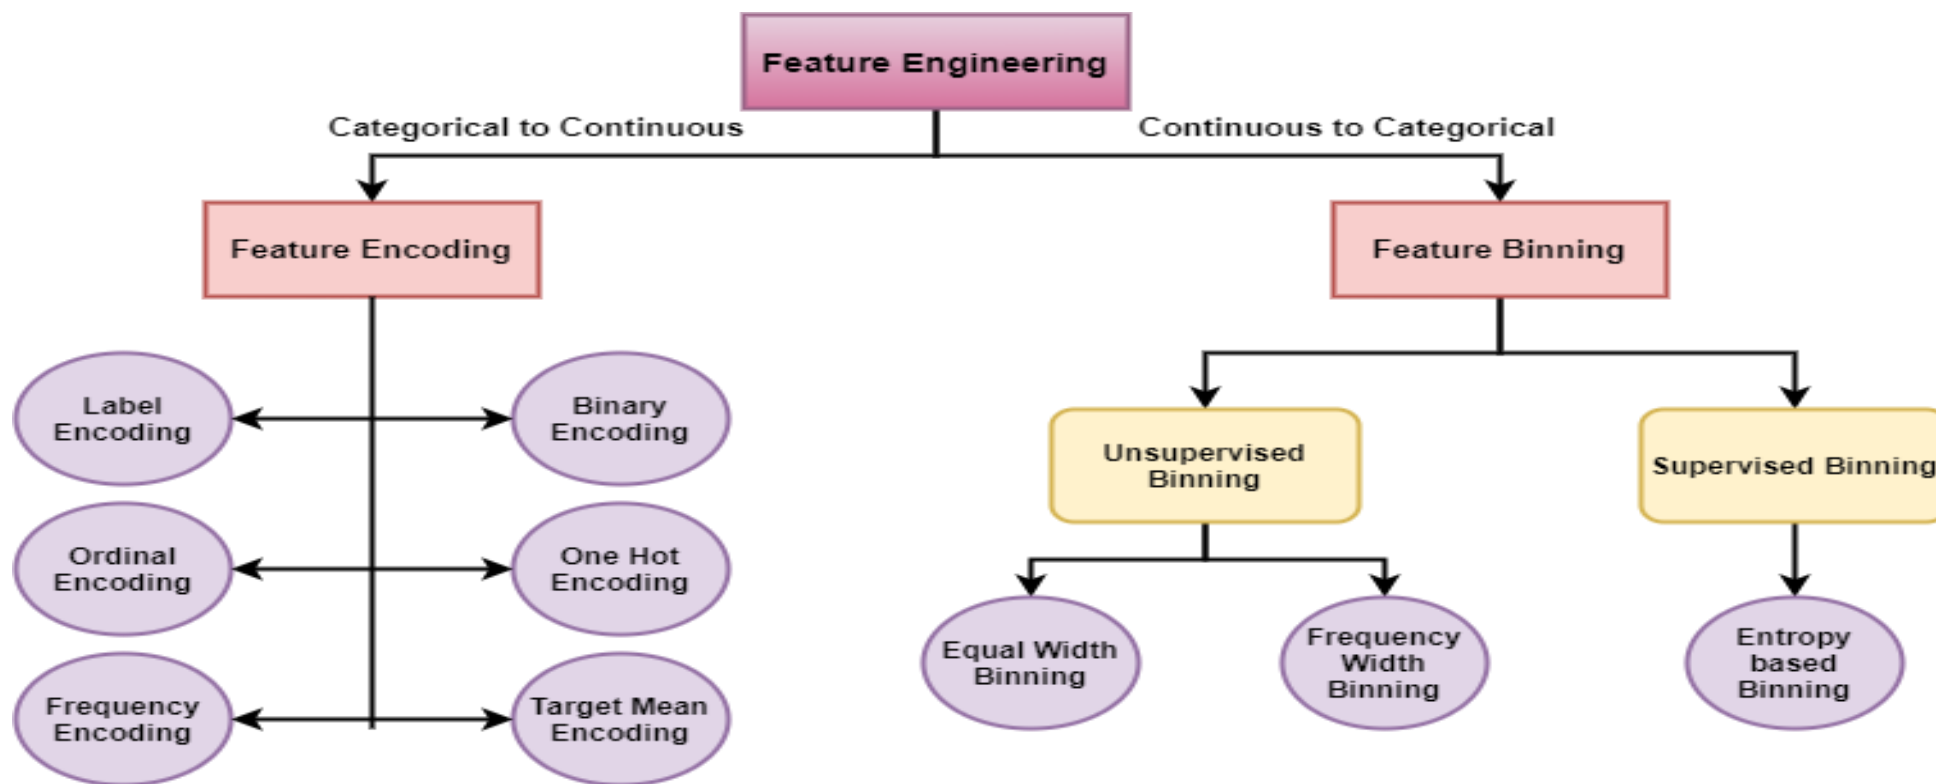 Feature Engineering
Categorical to Continuous
Continuous to Categorical
Feature Encoding
Feature Binning
Label
Encoding
Binary
Encoding
Ordinal
Encoding
One Hot
Encoding
Frequency
Encoding
Target Mean
Encoding
Unsupervised
Binning
Supervised Binning
Equal Width
Binning
Frequency
Width
Binning
Entropy
based
Binning